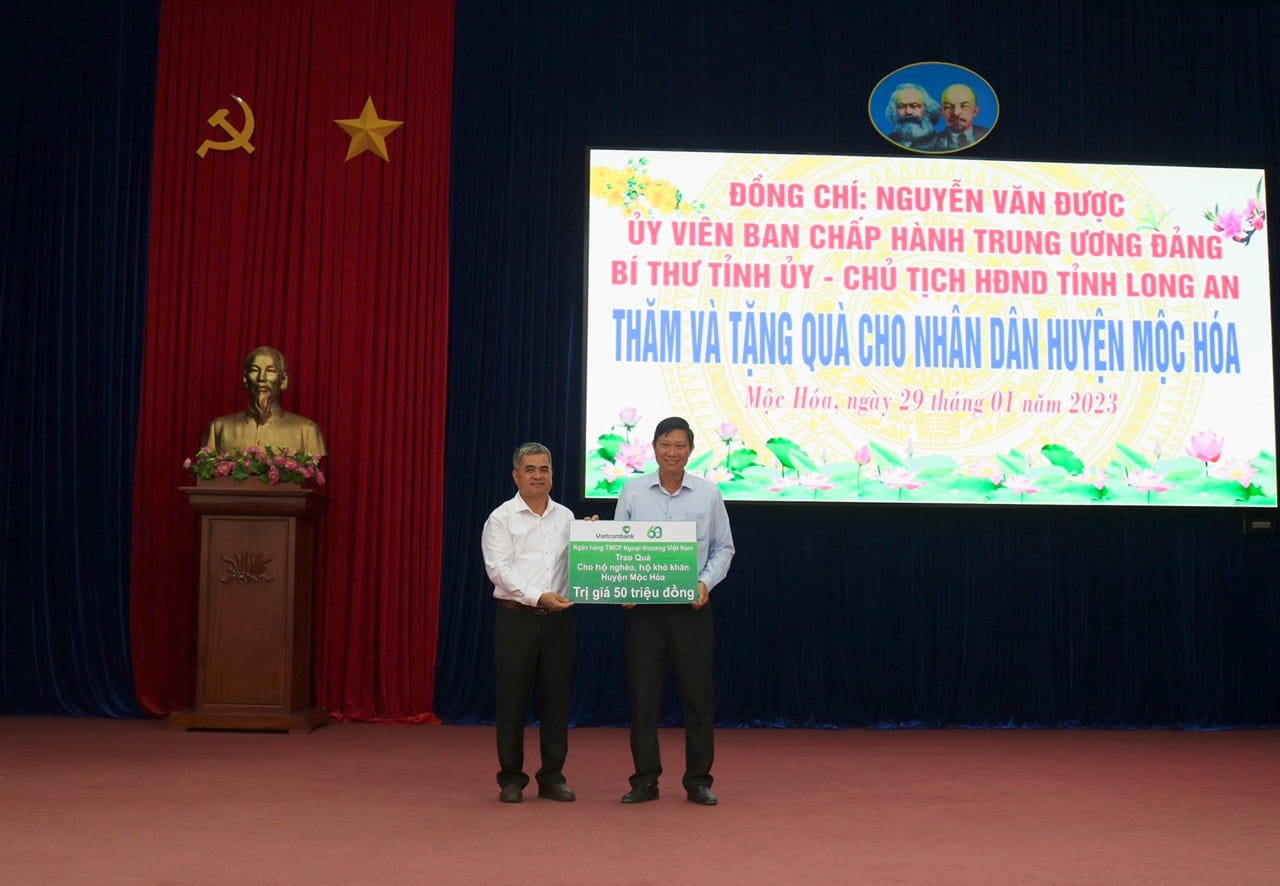 ĐỒNG CHÍ: NGUYỄN VĂN ĐƯỢC
ỦY VIÊN BAN CHẤP HÀNH TRUNG ƯƠNG ĐẢNG
BÍ THƯ TỈNH ỦY - CHỦ TỊCH HĐND TỈNH LONG AN
THĂM VÀ TẶNG QUÀ CHO NHÂN DÂN HUYỆN MỘC HÓA
Mộc Hóa, ngày 29 tháng 01 năm 2023
Vietcombank 60
Ngân hàng TMCP Ngoại thương Việt Nam
Trao Quà
Cho hộ nghèo, hộ khó khăn
Huyện Mộc Hóa
Trị giá 50 triệu đồng